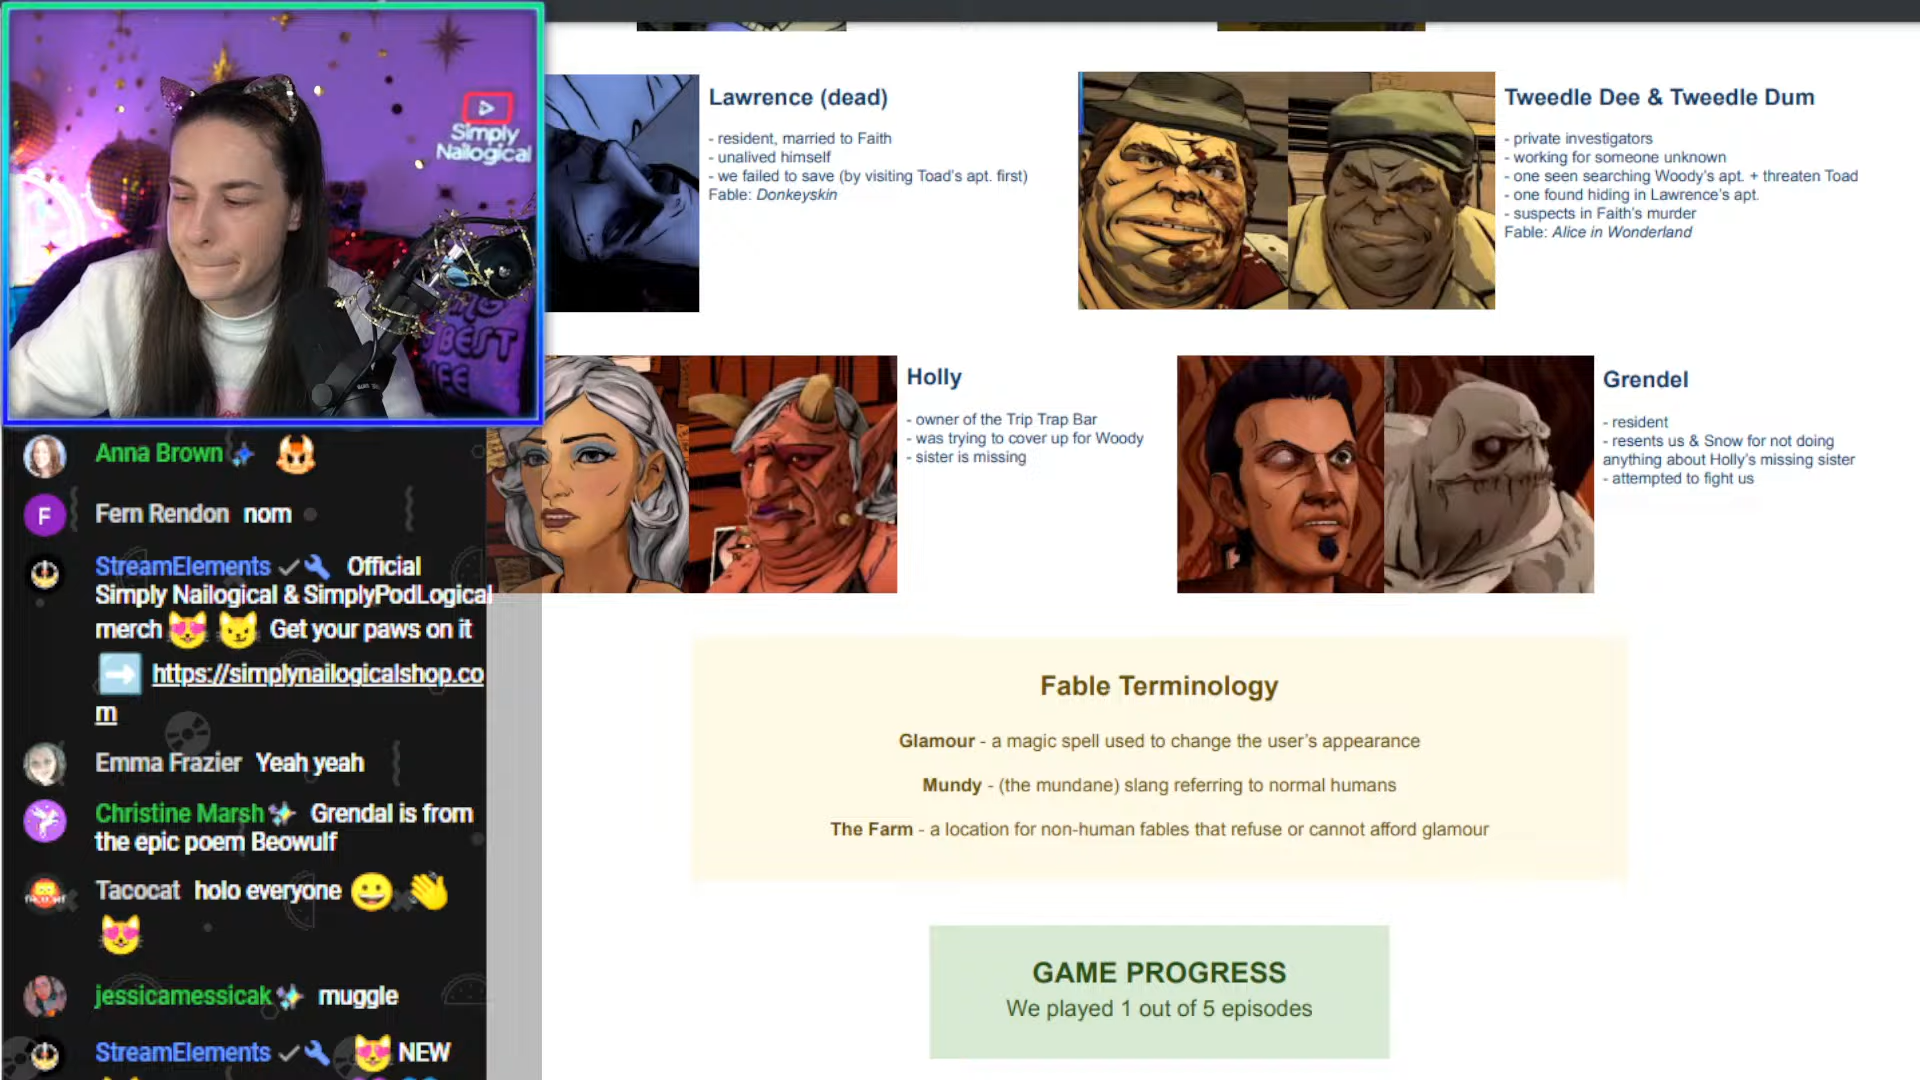 Simply
Nailogical
BEST
Lawrence (dead)
- resident, married to Faith
- unalived himself
- we failed to save (by visiting Toad's apt. first)
Fable: Donkeyskin
Tweedle Dee & Tweedle Dum
- private investigators
- working for someone unknown
- one seen searching Woody's apt. + threaten Toad
- one found hiding in Lawrence's apt.
- suspects in Faith's murder
Fable: Alice in Wonderland
Holly
- owner of the Trip Trap Bar
- was trying to cover up for Woody
- sister is missing
Grendel
- resident
- resents us & Snow for not doing
anything about Holly's missing sister
- attempted to fight us
Fable Terminology
Glamour - a magic spell used to change the user's appearance
Mundy - (the mundane) slang referring to normal humans
The Farm - a location for non-human fables that refuse or cannot afford glamour
GAME PROGRESS
We played 1 out of 5 episodes
Anna Brown
F
Fern Rendon nom
StreamElements Official
Simply Nailogical & SimplyPodLogical
merch Get your paws on it
https://simplynailogicalshop.co
m
Emma Frazier Yeah yeah
Christine Marsh Grendal is from
the epic poem Beowulf
Tacocat holo everyone
jessicamessicak muggle
StreamElements NEW